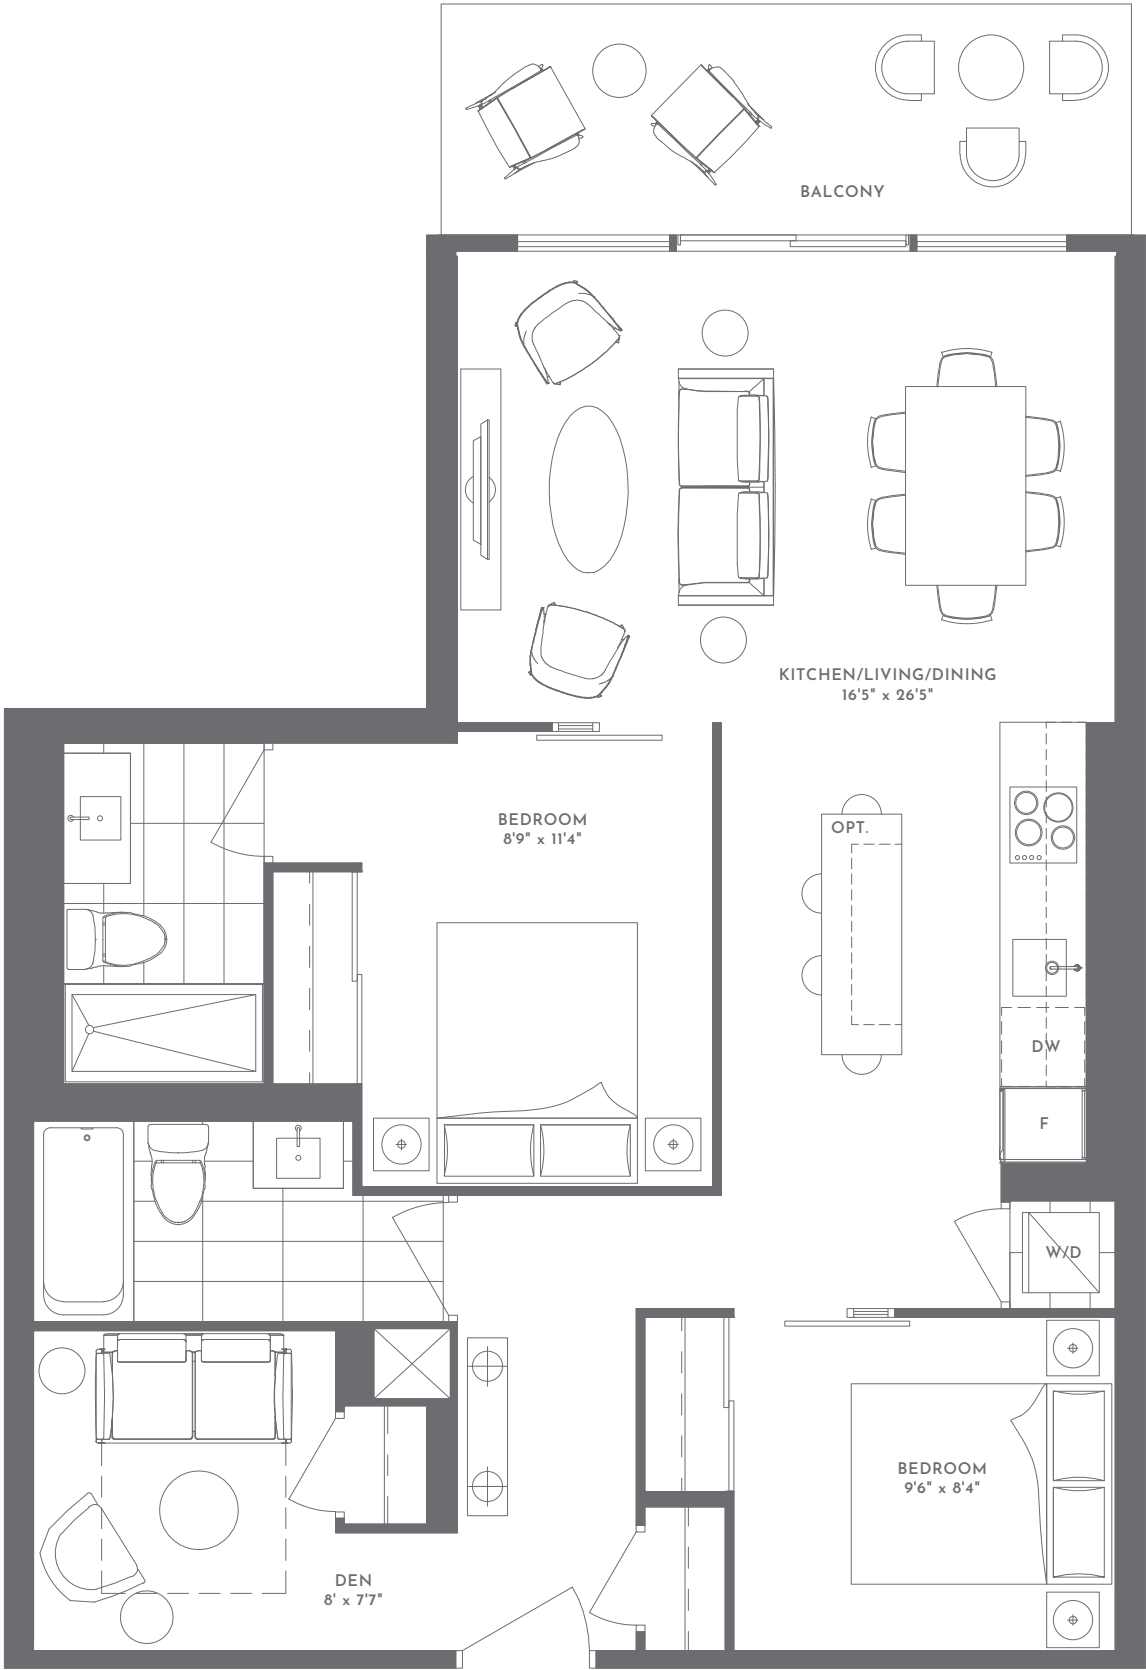 BALCONY
KITCHEN/LIVING/DINING
16'5" x 26'5"
BEDROOM
8'9" x 11'4"
OPT.
DW
F
W/D
BEDROOM
9'6" x 8'4"
DEN
8' x 7'7"